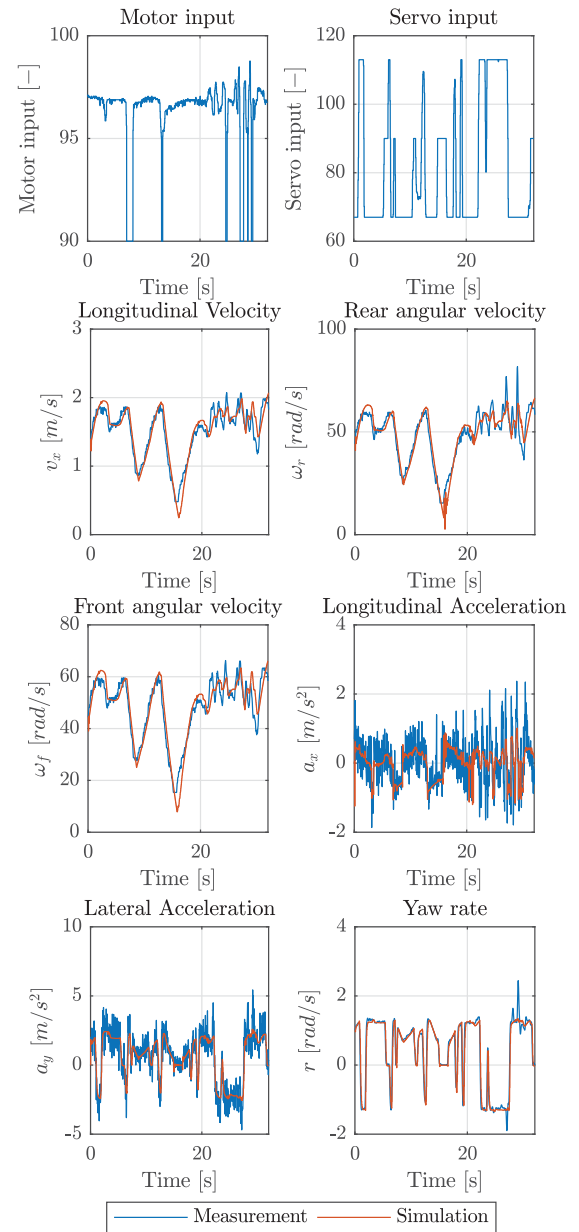 Motor input
Servo input
Motor input [−]
100
95
90
0
20
Time [s]
Servo input [−]
120
100
80
60
0
20
Time [s]
Longitudinal Velocity
Rear angular velocity
v_x [m/s]
3
2
1
0
0
20
Time [s]
ω_r [rad/s]
100
50
0
0
20
Time [s]
Front angular velocity
Longitudinal Acceleration
ω_f [rad/s]
80
60
40
20
0
0
20
Time [s]
a_x [m/s²]
4
2
0
-2
0
20
Time [s]
Lateral Acceleration
Yaw rate
a_y [m/s²]
10
5
0
-5
0
20
Time [s]
r [rad/s]
4
2
0
-2
0
20
Time [s]
Measurement
Simulation